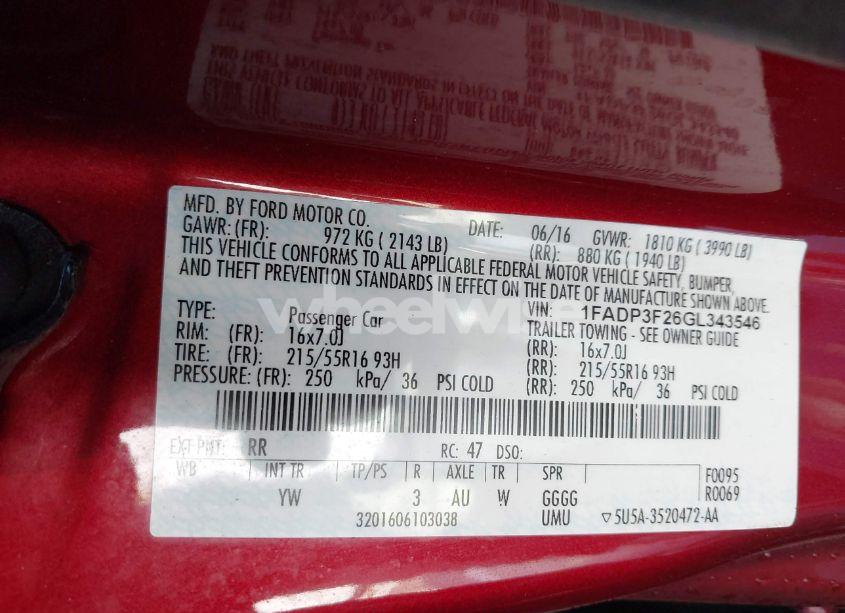 MFD. BY FORD MOTOR CO. DATE: 06/16 GVWR: 1810 KG ( 3990 LB)
GAWR: (FR): 972 KG ( 2143 LB) (RR): 880 KG ( 1940 LB)
THIS VEHICLE CONFORMS TO ALL APPLICABLE FEDERAL MOTOR VEHICLE SAFETY, BUMPER,
AND THEFT PREVENTION STANDARDS IN EFFECT ON THE DATE OF MANUFACTURE SHOWN ABOVE.
VIN: 1FADP3F26GL343546
TYPE: Passenger Car TRAILER TOWING - SEE OWNER GUIDE
RIM: (FR): 16x7.0J (RR): 16x7.0J
TIRE: (FR): 215/55R16 93H (RR): 215/55R16 93H
PRESSURE: (FR): 250 kPa/ 36 PSI COLD (RR): 250 kPa/ 36 PSI COLD
EXT PNT: RR RC: 47 DSO:
WB INT TR TP/PS R AXLE TR SPR F0095
YW 3 AU W GGGG R0069
3201606103038 UMU ▽5U5A-3520472-AA